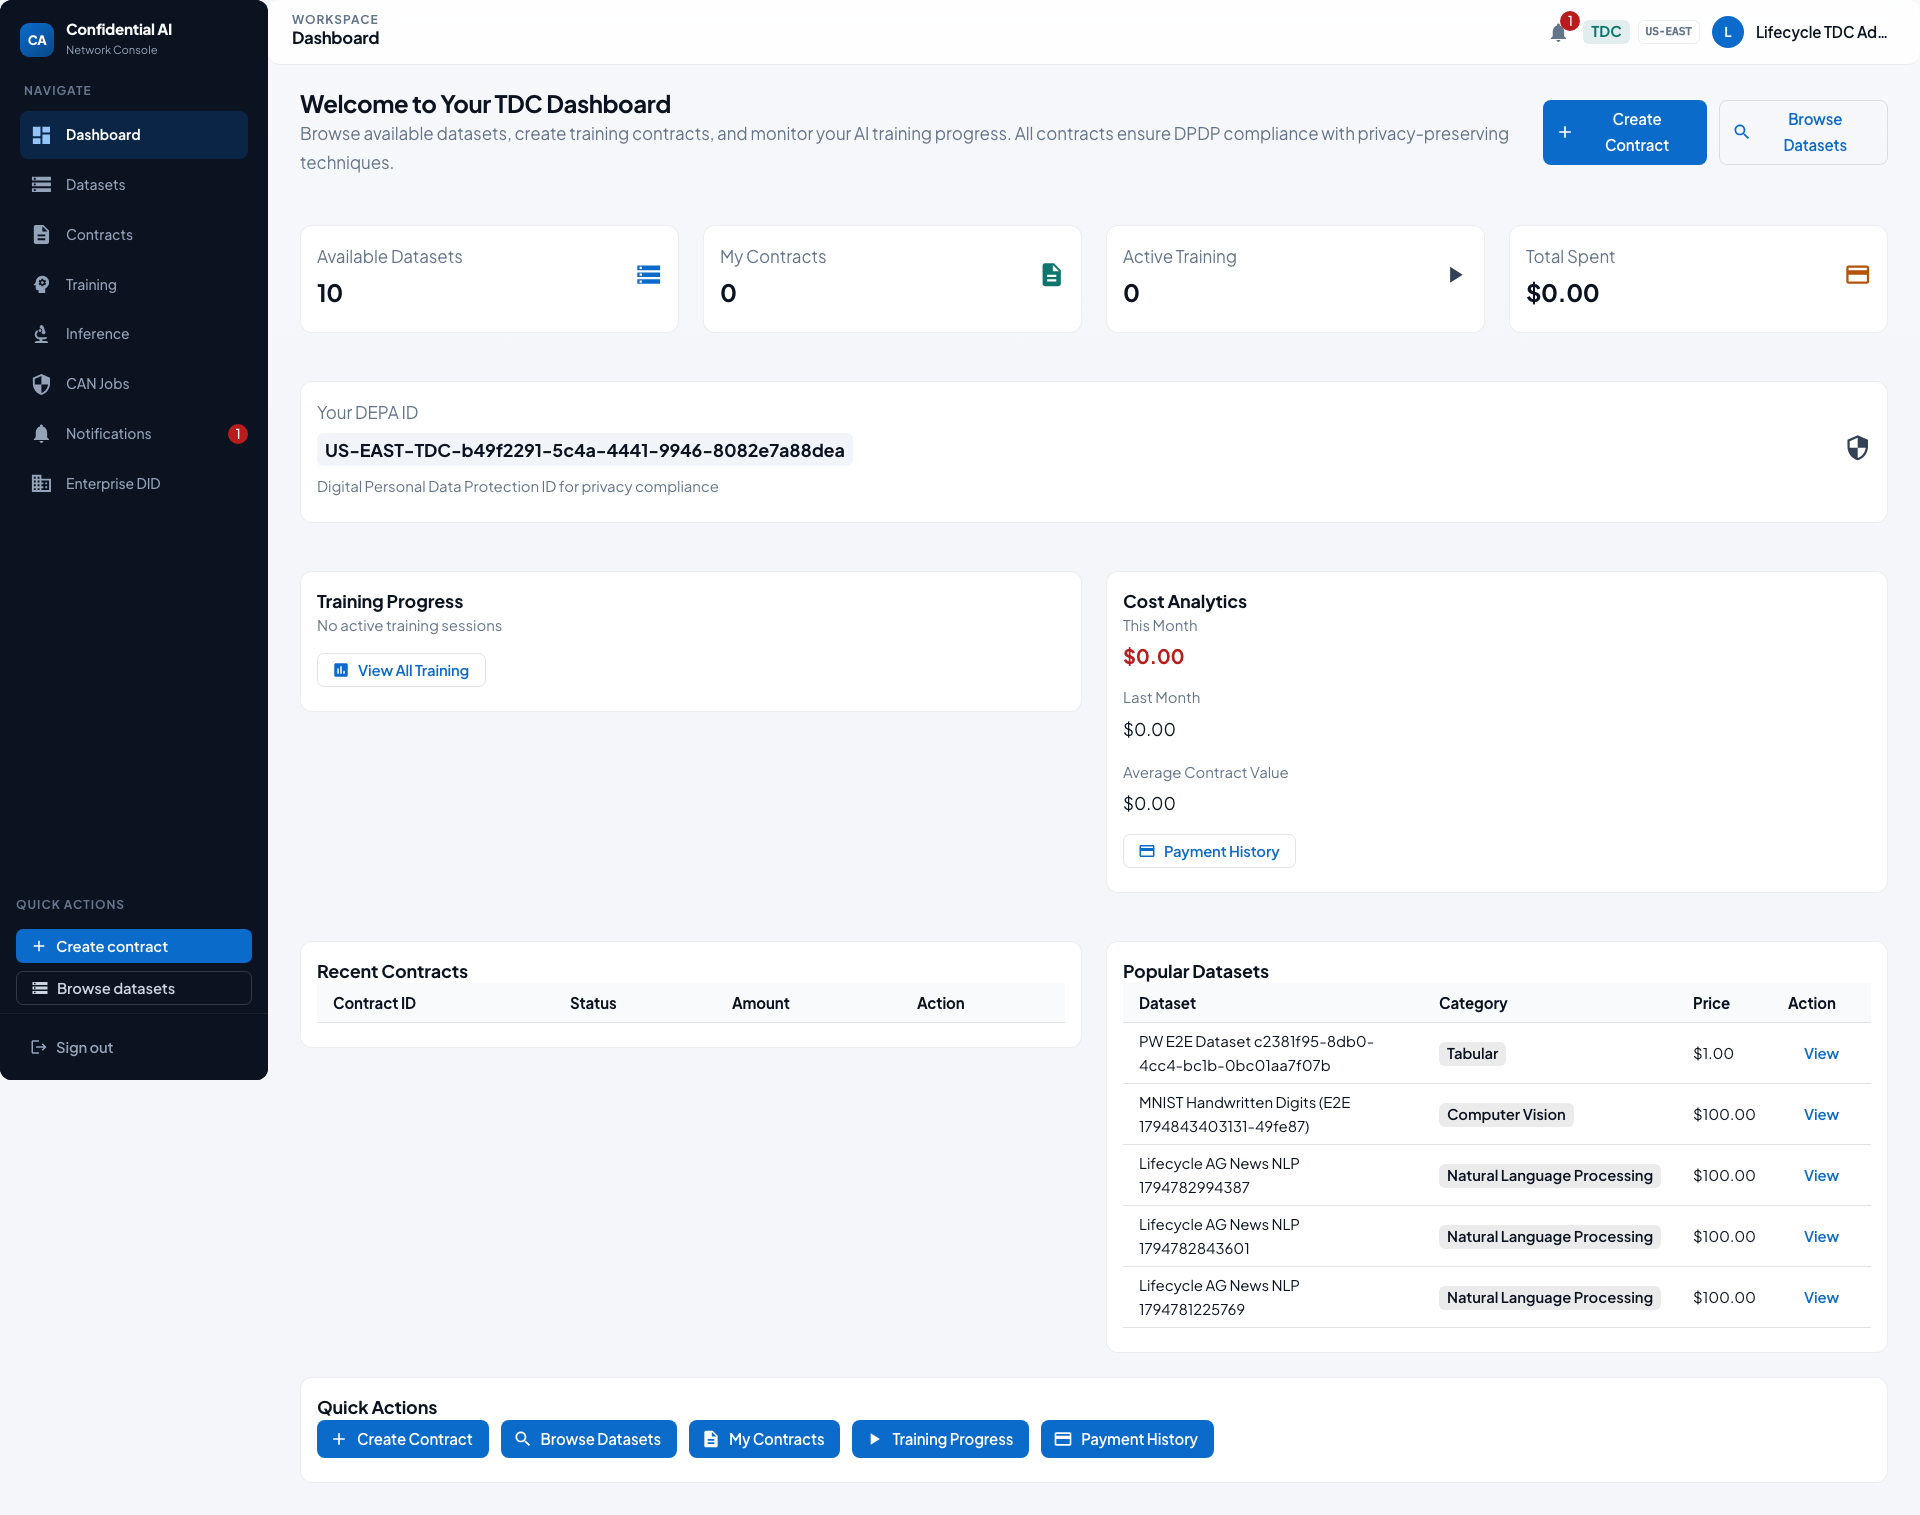 CA
Confidential AI
Network Console
NAVIGATE
Dashboard
Datasets
Contracts
Training
Inference
CAN Jobs
Notifications
1
Enterprise DID
QUICK ACTIONS
Create contract
Browse datasets
Sign out
WORKSPACE
Dashboard
1
TDC
US-EAST
L
Lifecycle TDC Ad...
Welcome to Your TDC Dashboard
Browse available datasets, create training contracts, and monitor your AI training progress. All contracts ensure DPDP compliance with privacy-preserving
techniques.
Create
Contract
Browse
Datasets
Available Datasets
10
My Contracts
0
Active Training
0
Total Spent
$0.00
Your DEPA ID
US-EAST-TDC-b49f2291-5c4a-4441-9946-8082e7a88dea
Digital Personal Data Protection ID for privacy compliance
Training Progress
No active training sessions
View All Training
Cost Analytics
This Month
$0.00
Last Month
$0.00
Average Contract Value
$0.00
Payment History
Recent Contracts
Contract ID Status Amount Action
Popular Datasets
Dataset Category Price Action
PW E2E Dataset c2381f95-8db0-
4cc4-bc1b-0bc01aa7f07b
Tabular $1.00 View
MNIST Handwritten Digits (E2E
1794843403131-49fe87)
Computer Vision $100.00 View
Lifecycle AG News NLP
1794782994387
Natural Language Processing $100.00 View
Lifecycle AG News NLP
1794782843601
Natural Language Processing $100.00 View
Lifecycle AG News NLP
1794781225769
Natural Language Processing $100.00 View
Quick Actions
Create Contract Browse Datasets My Contracts Training Progress Payment History